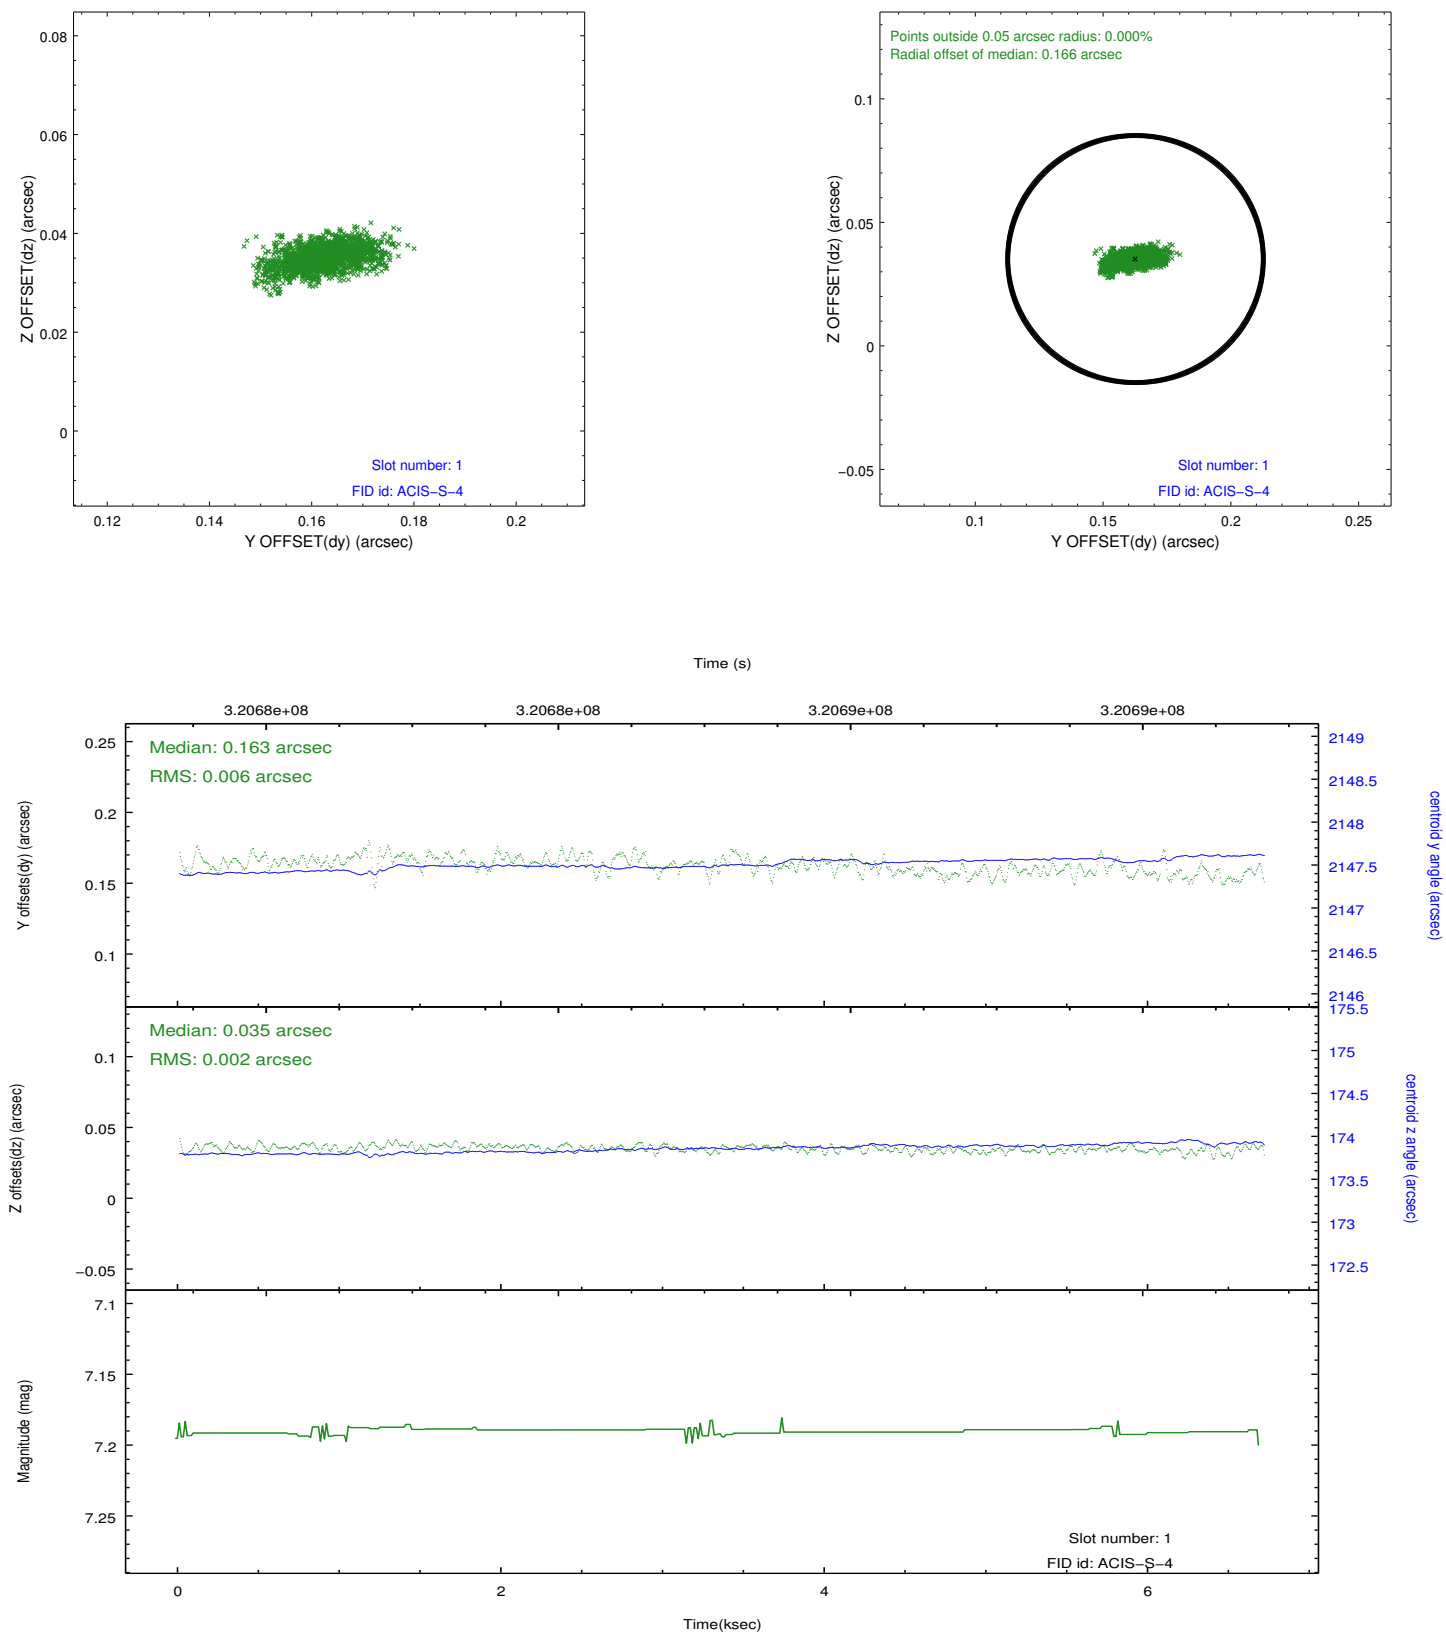 0.08
0.06
0.04
0.02
0
Z OFFSET(dz) (arcsec)
Slot number: 1
FID id: ACIS−S−4
0.12
0.14
0.16
0.18
0.2
Y OFFSET(dy) (arcsec)
Points outside 0.05 arcsec radius: 0.000%
Radial offset of median: 0.166 arcsec
0.1
0.05
0
−0.05
Z OFFSET(dz) (arcsec)
Slot number: 1
FID id: ACIS−S−4
0.1
0.15
0.2
0.25
Y OFFSET(dy) (arcsec)
Time (s)
3.2068e+08
3.2068e+08
3.2069e+08
3.2069e+08
Median: 0.163 arcsec
RMS: 0.006 arcsec
0.25
0.2
0.15
0.1
Y offsets(dy) (arcsec)
2149
2148.5
2148
2147.5
2147
2146.5
2146
centroid y angle (arcsec)
Median: 0.035 arcsec
RMS: 0.002 arcsec
0.1
0.05
0
−0.05
Z offsets(dz) (arcsec)
175.5
175
174.5
174
173.5
173
172.5
centroid z angle (arcsec)
7.1
7.15
7.2
7.25
Magnitude (mag)
Slot number: 1
FID id: ACIS−S−4
0
2
4
6
Time(ksec)